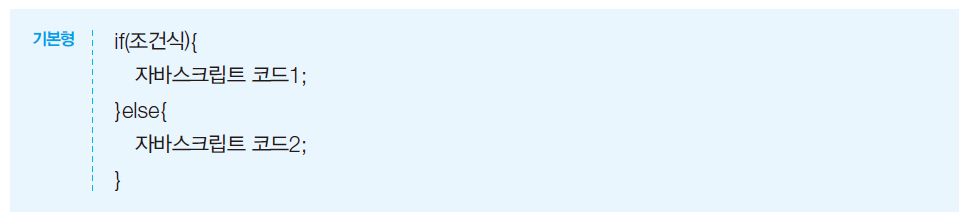 기본형
if(조건식){
자바스크립트 코드1;
}else{
자바스크립트 코드2;
}